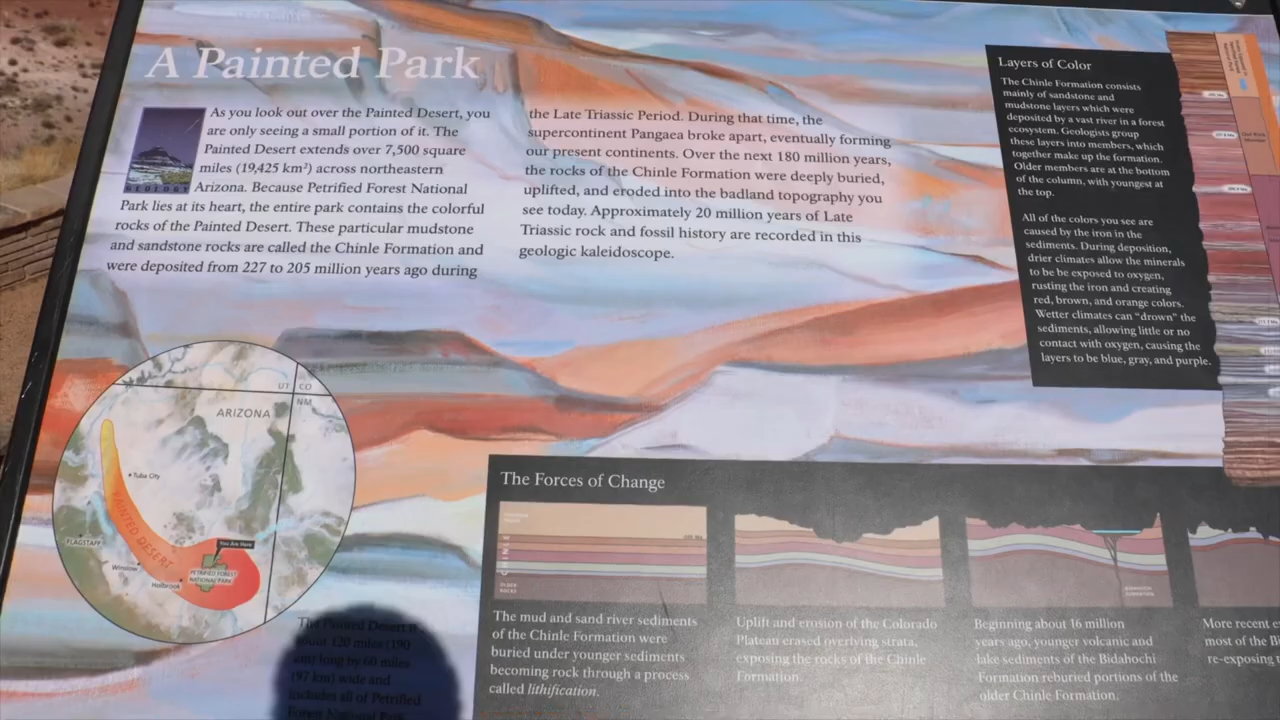 A Painted Park
As you look out over the Painted Desert, you
are only seeing a small portion of it. The
Painted Desert extends over 7,500 square
miles (19,425 km²) across northeastern
Arizona. Because Petrified Forest National
Park lies at its heart, the entire park contains the colorful
rocks of the Painted Desert. These particular mudstone
and sandstone rocks are called the Chinle Formation and
were deposited from 227 to 205 million years ago during
GEOLOGY
the Late Triassic Period. During that time, the
supercontinent Pangaea broke apart, eventually forming
our present continents. Over the next 180 million years,
the rocks of the Chinle Formation were deeply buried,
uplifted, and eroded into the badland topography you
see today. Approximately 20 million years of Late
Triassic rock and fossil history are recorded in this
geologic kaleidoscope.
Layers of Color
The Chinle Formation consists
mainly of sandstone and
mudstone layers which were
deposited by a vast river in a forest
ecosystem. Geologists group
these layers into members, which
together make up the formation.
Older members are at the bottom
of the column, with youngest at
the top.
All of the colors you see are
caused by the iron in the
sediments. During deposition,
drier climates allow the minerals
to be be exposed to oxygen,
rusting the iron and creating
red, brown, and orange colors.
Wetter climates can "drown" the
sediments, allowing little or no
contact with oxygen, causing the
layers to be blue, gray, and purple.
UT CO
NM
ARIZONA
Tuba City
PAINTED DESERT
FLAGSTAFF
Winslow
Holbrook
You Are Here
PETRIFIED FOREST
NATIONAL PARK
The Painted Desert is
about 120 miles (190
km) long by 60 miles
(97 km) wide and
includes all of Petrified
Forest National Park
The Forces of Change
OLDER
ROCKS
The mud and sand river sediments
of the Chinle Formation were
buried under younger sediments
becoming rock through a process
called lithification.
Uplift and erosion of the Colorado
Plateau erased overlying strata,
exposing the rocks of the Chinle
Formation.
BIDAHOCHI
FORMATION
Beginning about 16 million
years ago, younger volcanic and
lake sediments of the Bidahochi
Formation reburied portions of the
older Chinle Formation.
More recent
most of the
re-exposing